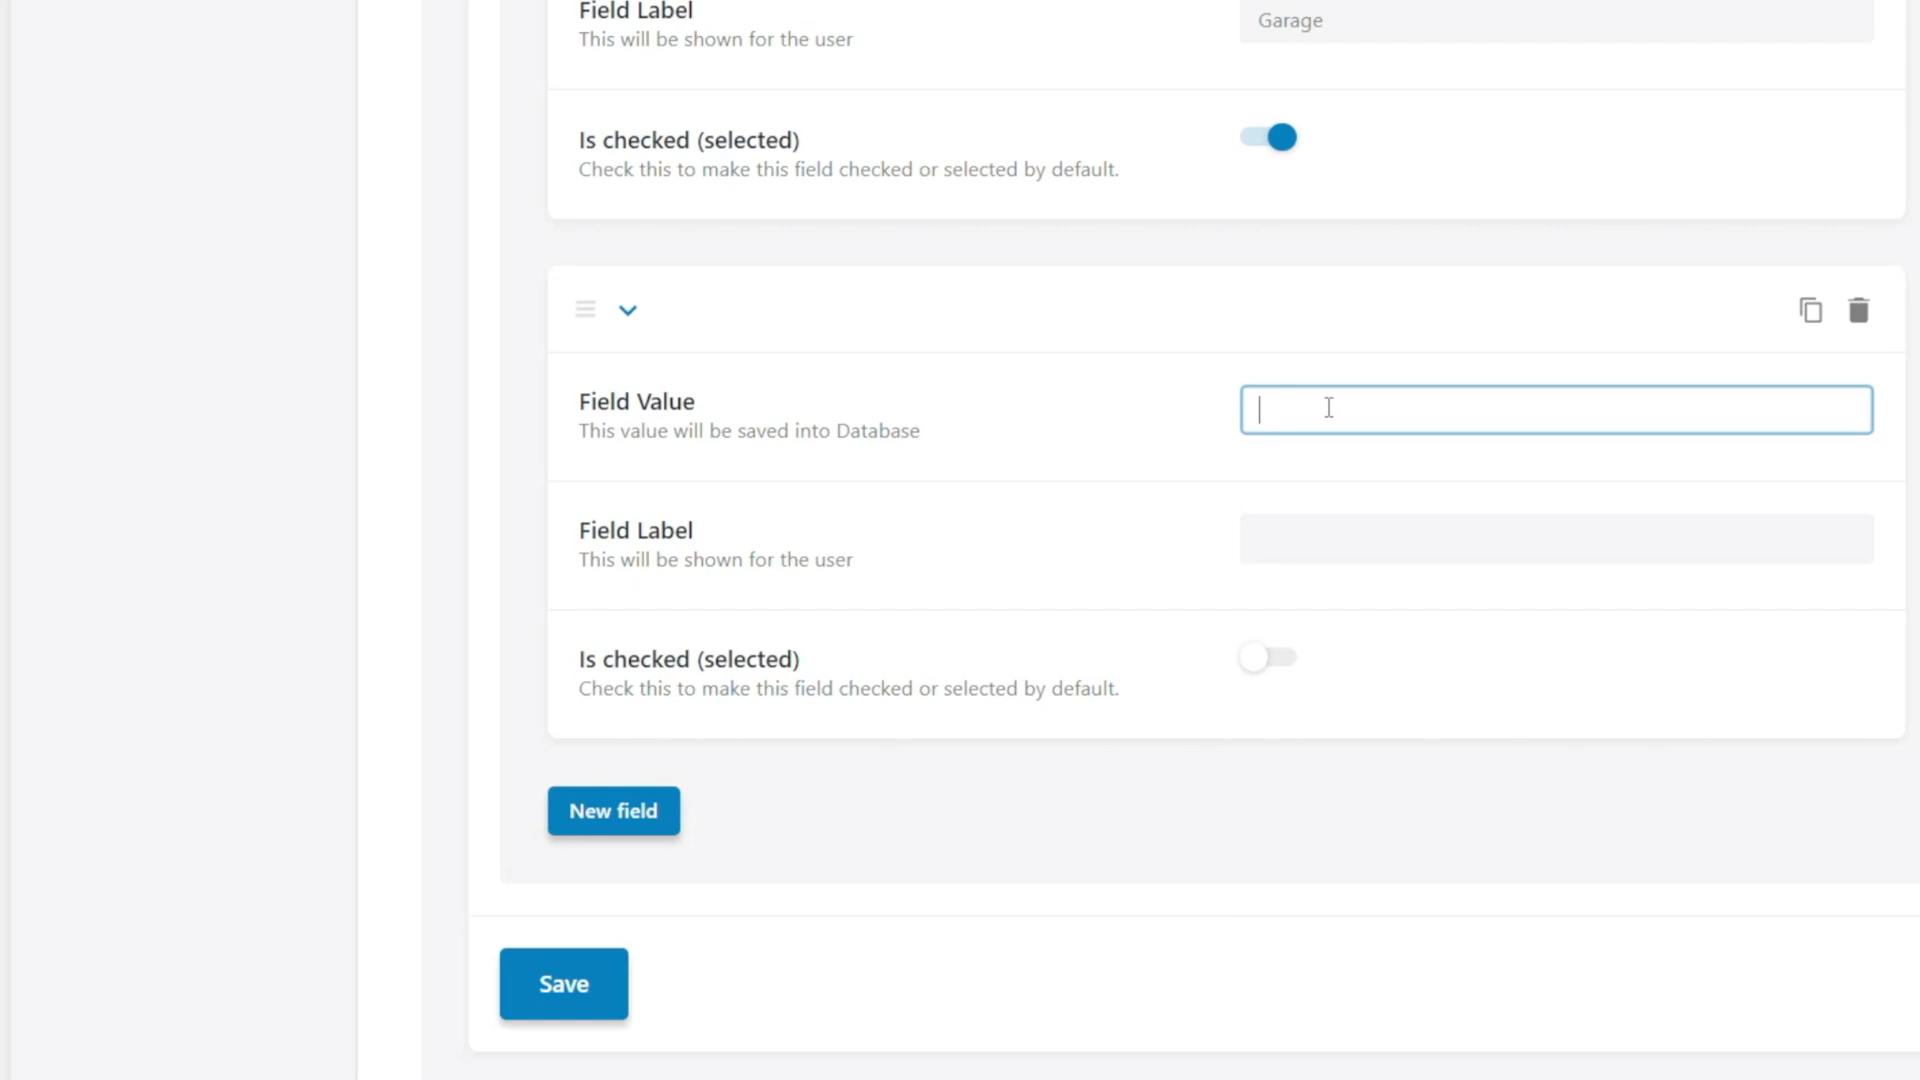 Field Label
Garage
This will be shown for the user
Is checked (selected)
Check this to make this field checked or selected by default.
Field Value
This value will be saved into Database
Field Label
This will be shown for the user
Is checked (selected)
Check this to make this field checked or selected by default.
New field
Save